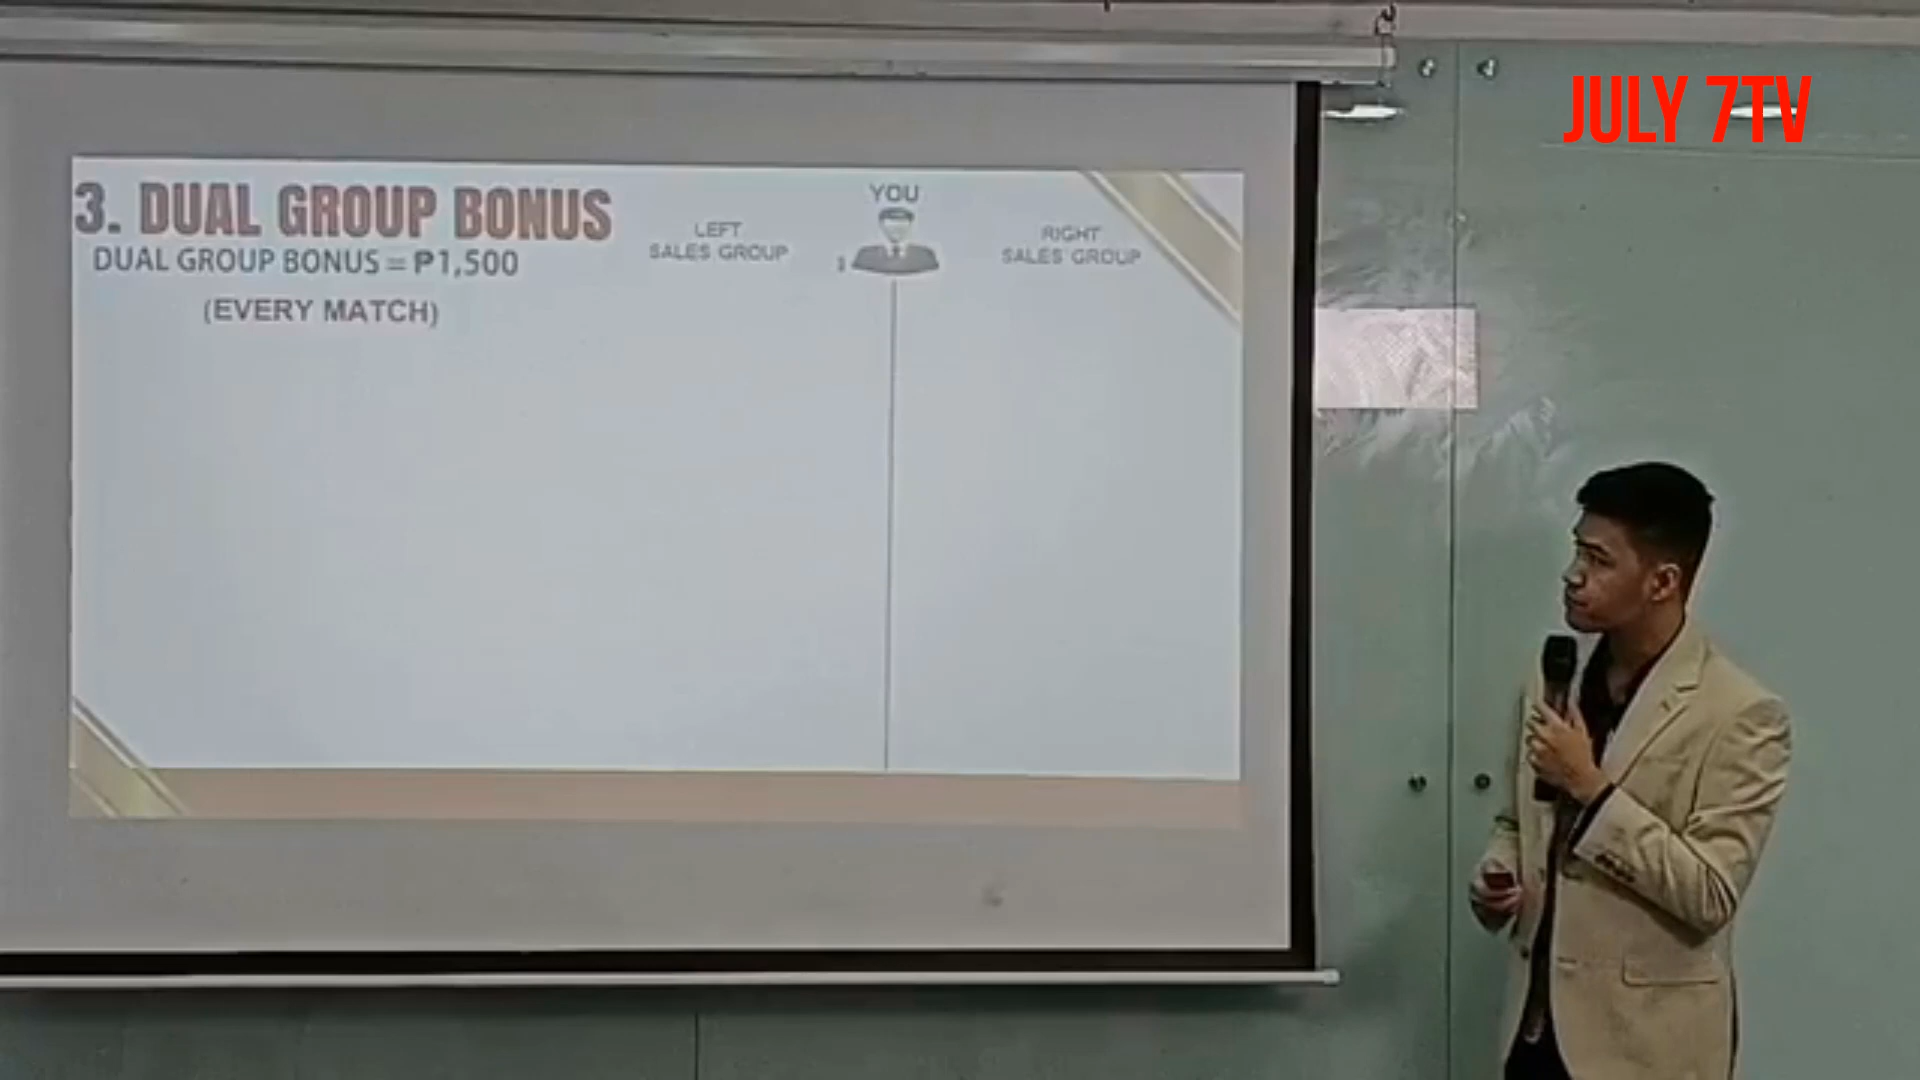 JULY 7TV
3. DUAL GROUP BONUS
DUAL GROUP BONUS = ₱1,500
(EVERY MATCH)
YOU
LEFT
SALES GROUP
RIGHT
SALES GROUP